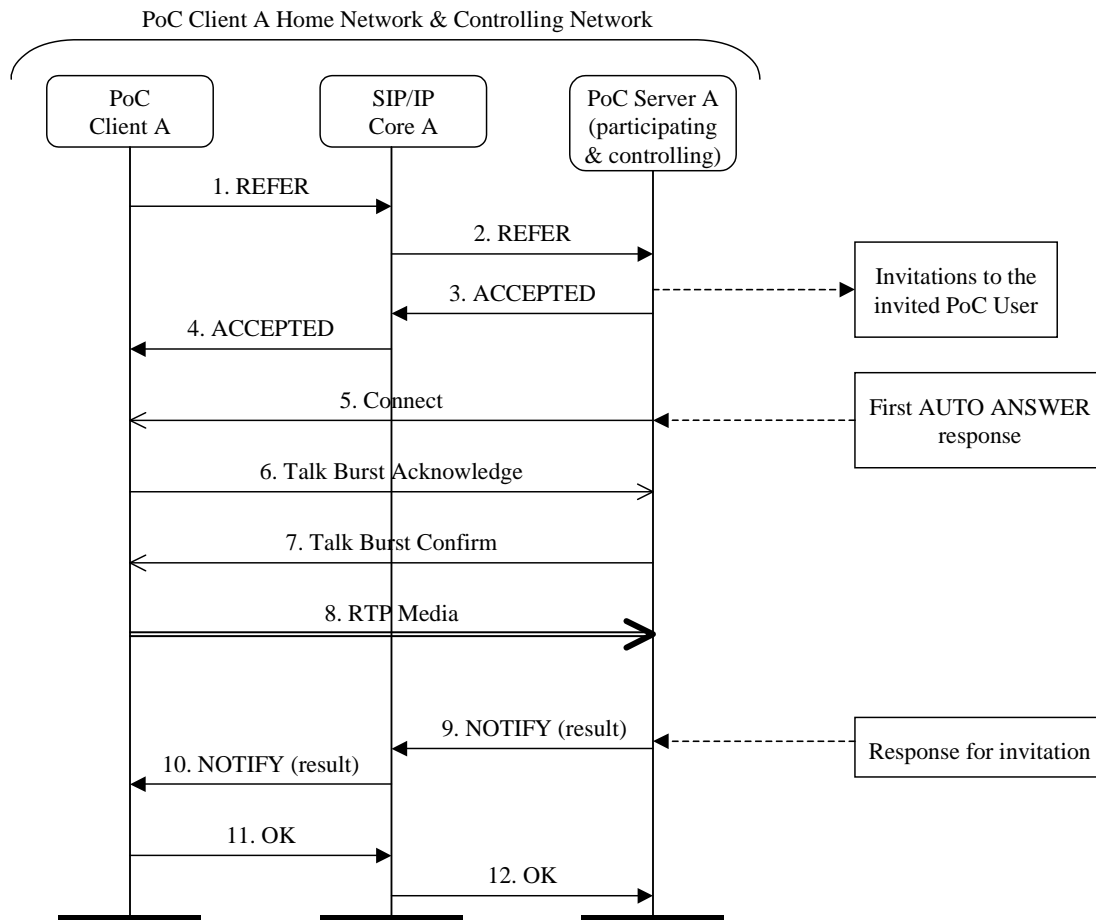 PoC Client A Home Network & Controlling Network
PoC
Client A
SIP/IP
Core A
PoC Server A
(participating
& controlling)
1. REFER
2. REFER
3. ACCEPTED
Invitations to the
invited PoC User
4. ACCEPTED
5. Connect
First AUTO ANSWER
response
6. Talk Burst Acknowledge
7. Talk Burst Confirm
8. RTP Media
9. NOTIFY (result)
Response for invitation
10. NOTIFY (result)
11. OK
12. OK